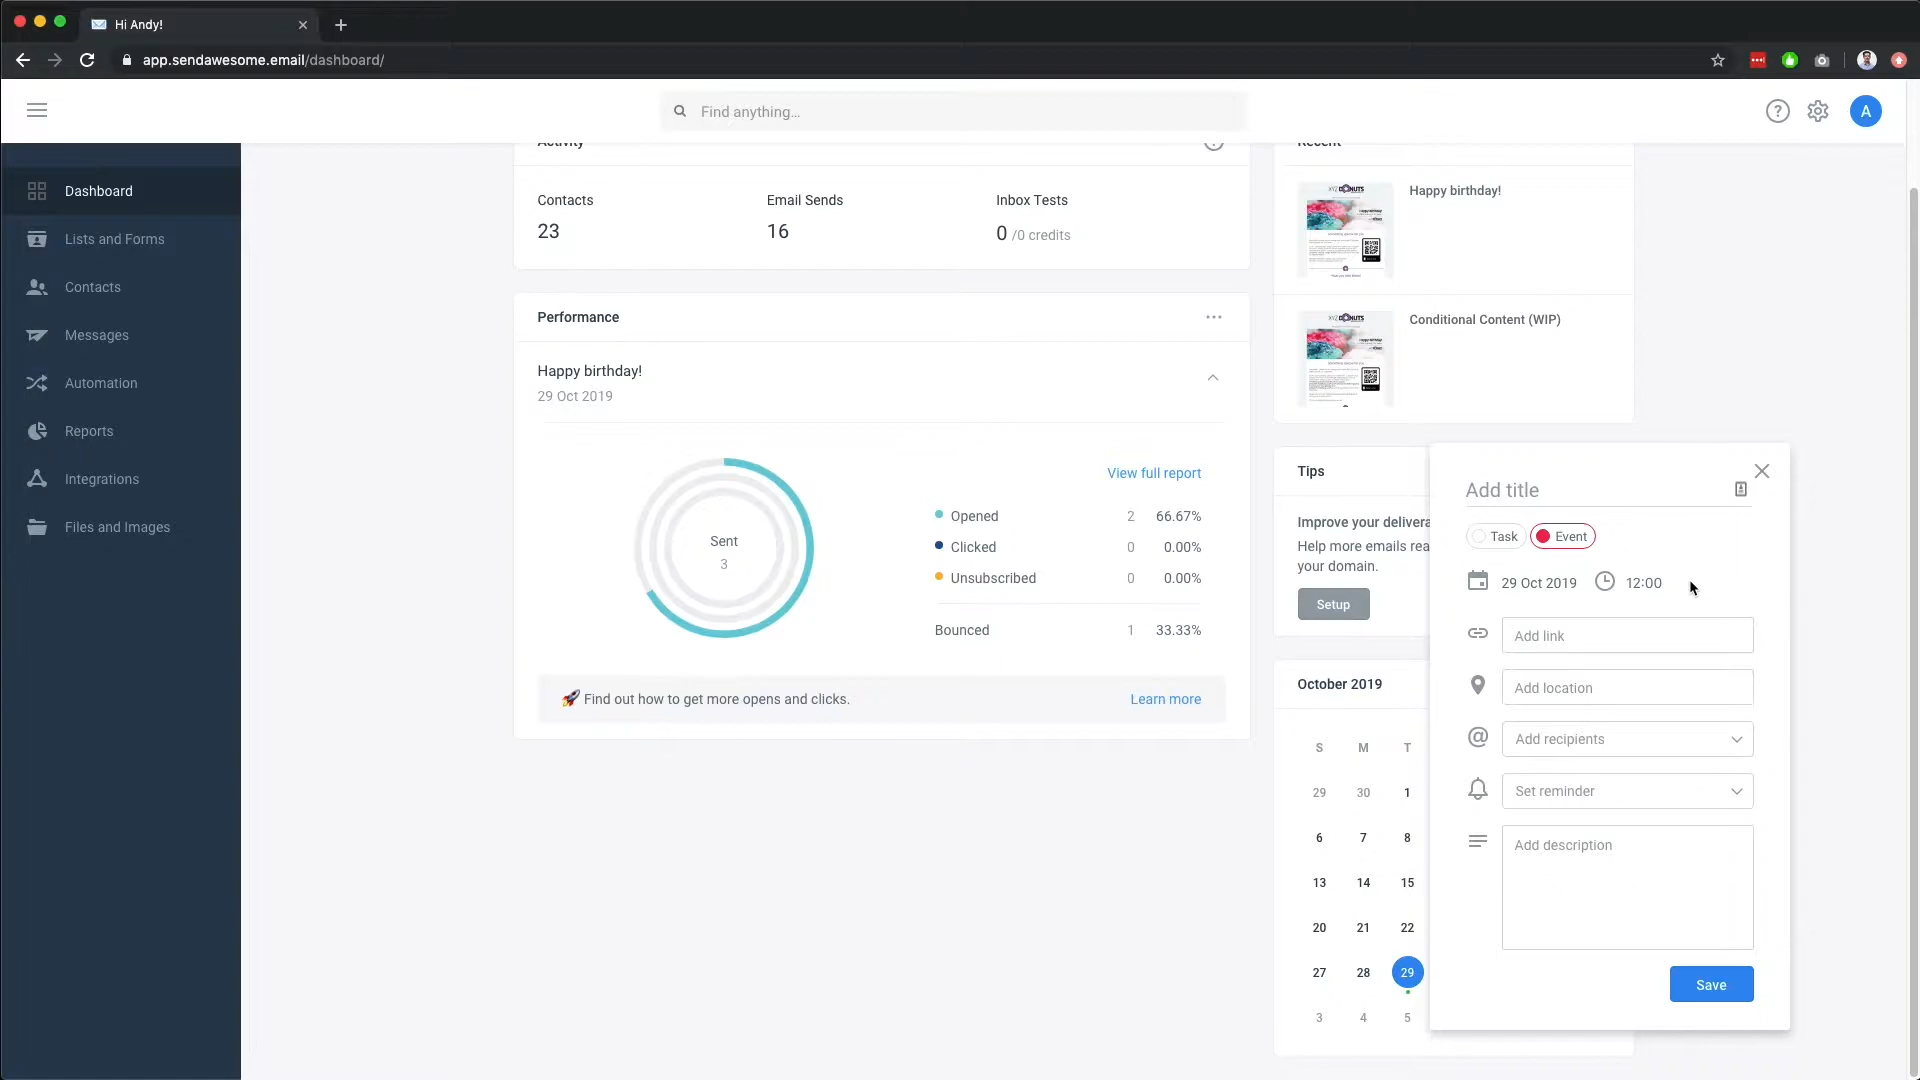 Hi Andy!
app.sendawesome.email/dashboard/
Find anything...
A
Dashboard
Lists and Forms
Contacts
Messages
Automation
Reports
Integrations
Files and Images
Activity
Contacts
Email Sends
Inbox Tests
23
16
0 /0 credits
Performance
Happy birthday!
29 Oct 2019
View full report
Sent
3
Opened 2 66.67%
Clicked 0 0.00%
Unsubscribed 0 0.00%
Bounced 1 33.33%
🚀 Find out how to get more opens and clicks.
Learn more
Recent
XYZ DONUTS
Happy birthday!
XYZ DONUTS
Conditional Content (WIP)
Tips
Improve your delivera
Help more emails rea
your domain.
Setup
October 2019
S M T
29 30 1
6 7 8
13 14 15
20 21 22
27 28 29
3 4 5
Add title
Task
Event
29 Oct 2019
12:00
Add link
Add location
Add recipients
Set reminder
Add description
Save